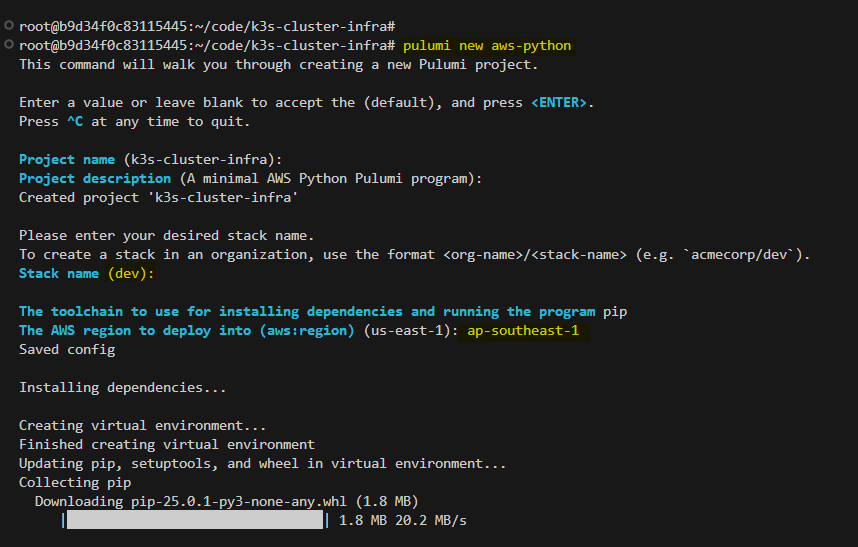 root@b9d34f0c83115445:~/code/k3s-cluster-infra#
root@b9d34f0c83115445:~/code/k3s-cluster-infra# pulumi new aws-python
This command will walk you through creating a new Pulumi project.
Enter a value or leave blank to accept the (default), and press <ENTER>.
Press ^C at any time to quit.
Project name (k3s-cluster-infra):
Project description (A minimal AWS Python Pulumi program):
Created project 'k3s-cluster-infra'
Please enter your desired stack name.
To create a stack in an organization, use the format <org-name>/<stack-name> (e.g. `acmecorp/dev`).
Stack name (dev):
The toolchain to use for installing dependencies and running the program pip
The AWS region to deploy into (aws:region) (us-east-1): ap-southeast-1
Saved config
Installing dependencies...
Creating virtual environment...
Finished creating virtual environment
Updating pip, setuptools, and wheel in virtual environment...
Collecting pip
Downloading pip-25.0.1-py3-none-any.whl (1.8 MB)
| | 1.8 MB 20.2 MB/s